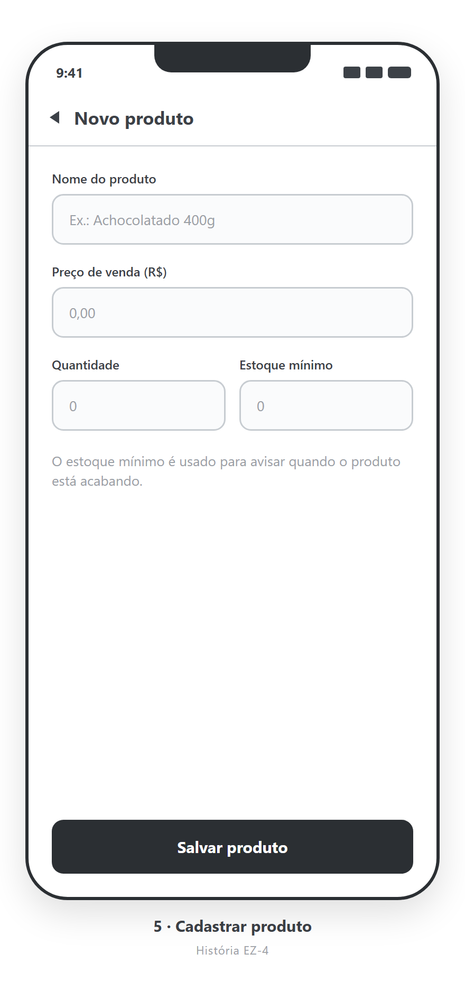 9:41
Novo produto
Nome do produto
Ex.: Achocolatado 400g
Preço de venda (R$)
0,00
Quantidade
Estoque mínimo
0
0
O estoque mínimo é usado para avisar quando o produto
está acabando.
Salvar produto
5 · Cadastrar produto
História EZ-4